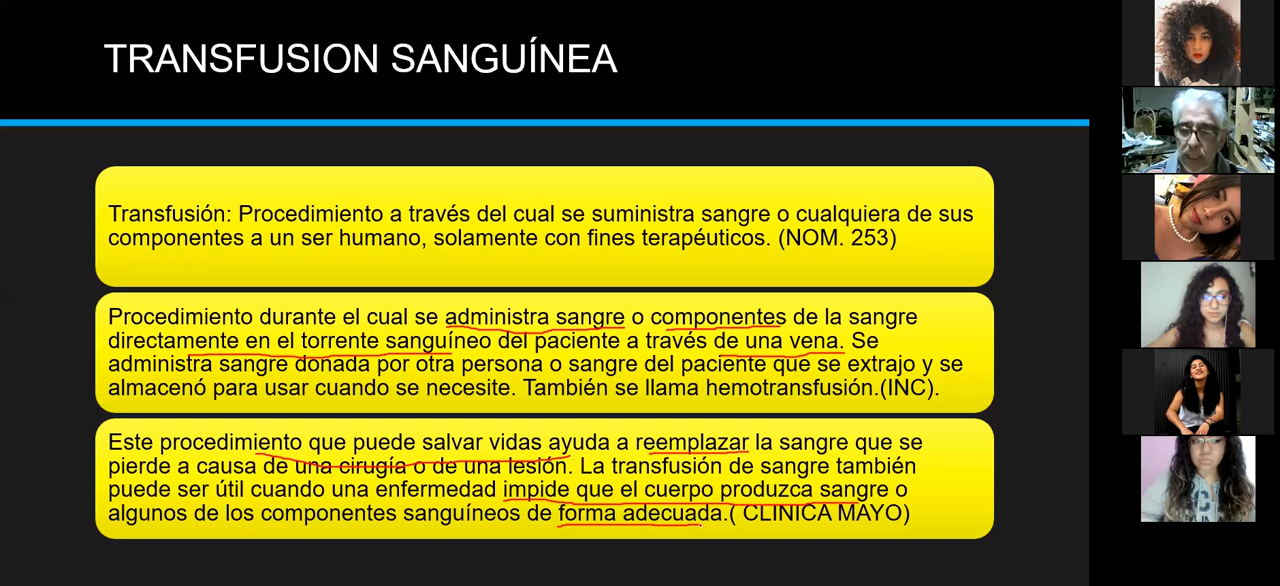 TRANSFUSION SANGUÍNEA
Transfusión: Procedimiento a través del cual se suministra sangre o cualquiera de sus
componentes a un ser humano, solamente con fines terapéuticos. (NOM. 253)
Procedimiento durante el cual se administra sangre o componentes de la sangre
directamente en el torrente sanguíneo del paciente a través de una vena. Se
administra sangre donada por otra persona o sangre del paciente que se extrajo y se
almacenó para usar cuando se necesite. También se llama hemotransfusión.(INC).
Este procedimiento que puede salvar vidas ayuda a reemplazar la sangre que se
pierde a causa de una cirugía o de una lesión. La transfusión de sangre también
puede ser útil cuando una enfermedad impide que el cuerpo produzca sangre o
algunos de los componentes sanguíneos de forma adecuada.( CLINICA MAYO)